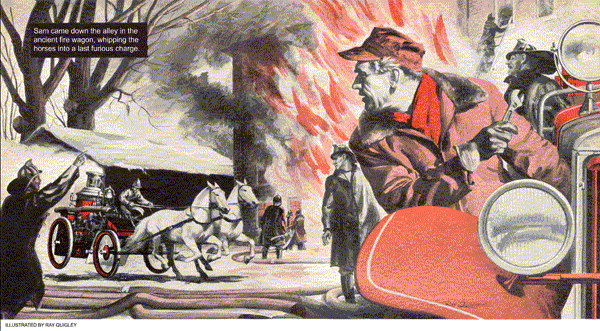 Sam came down the alley in the
ancient fire wagon, whipping the
horses into a last furious charge.
ILLUSTRATED BY RAY QUIGLEY